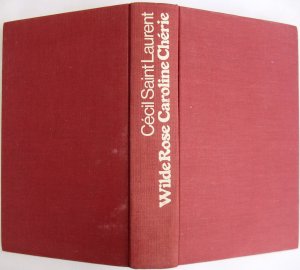 Cécil Saint Laurent
Wilde Rose Caroline Chérie